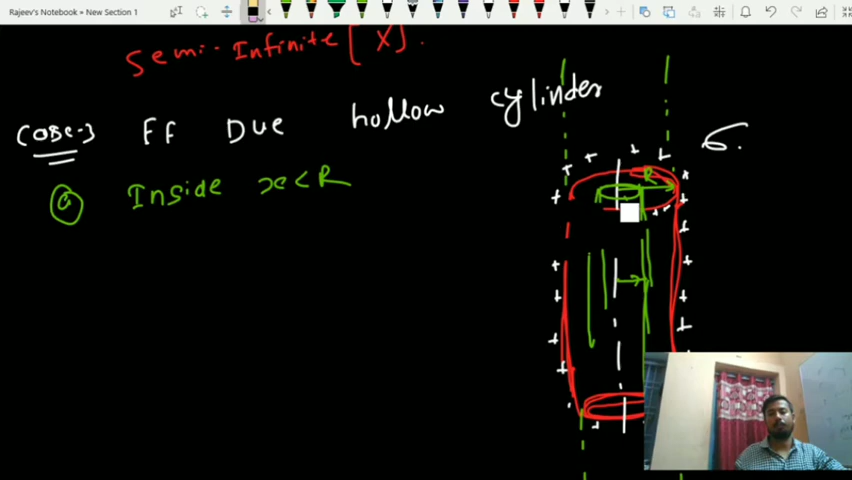 Rajeev's Notebook » New Section 1
Semi-Infinite [X].
Case-3 EF Due hollow cylinder
σ.
R
a Inside x<R